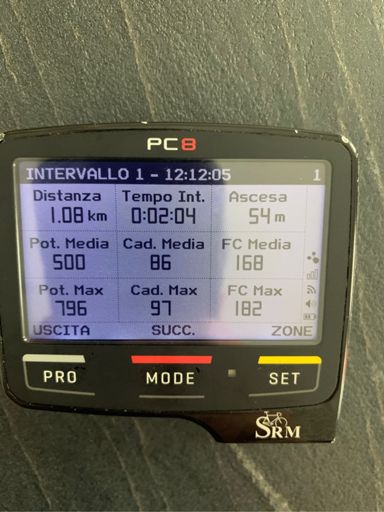 PC8
INTERVALLO 1 - 12:12:05 1
Distanza Tempo Int. Ascesa
1.08 km 0:02:04 54 m
Pot. Media Cad. Media FC Media
500 86 168
Pot. Max Cad. Max FC Max
796 97 182
USCITA SUCC. ZONE
PRO MODE SET
SRM